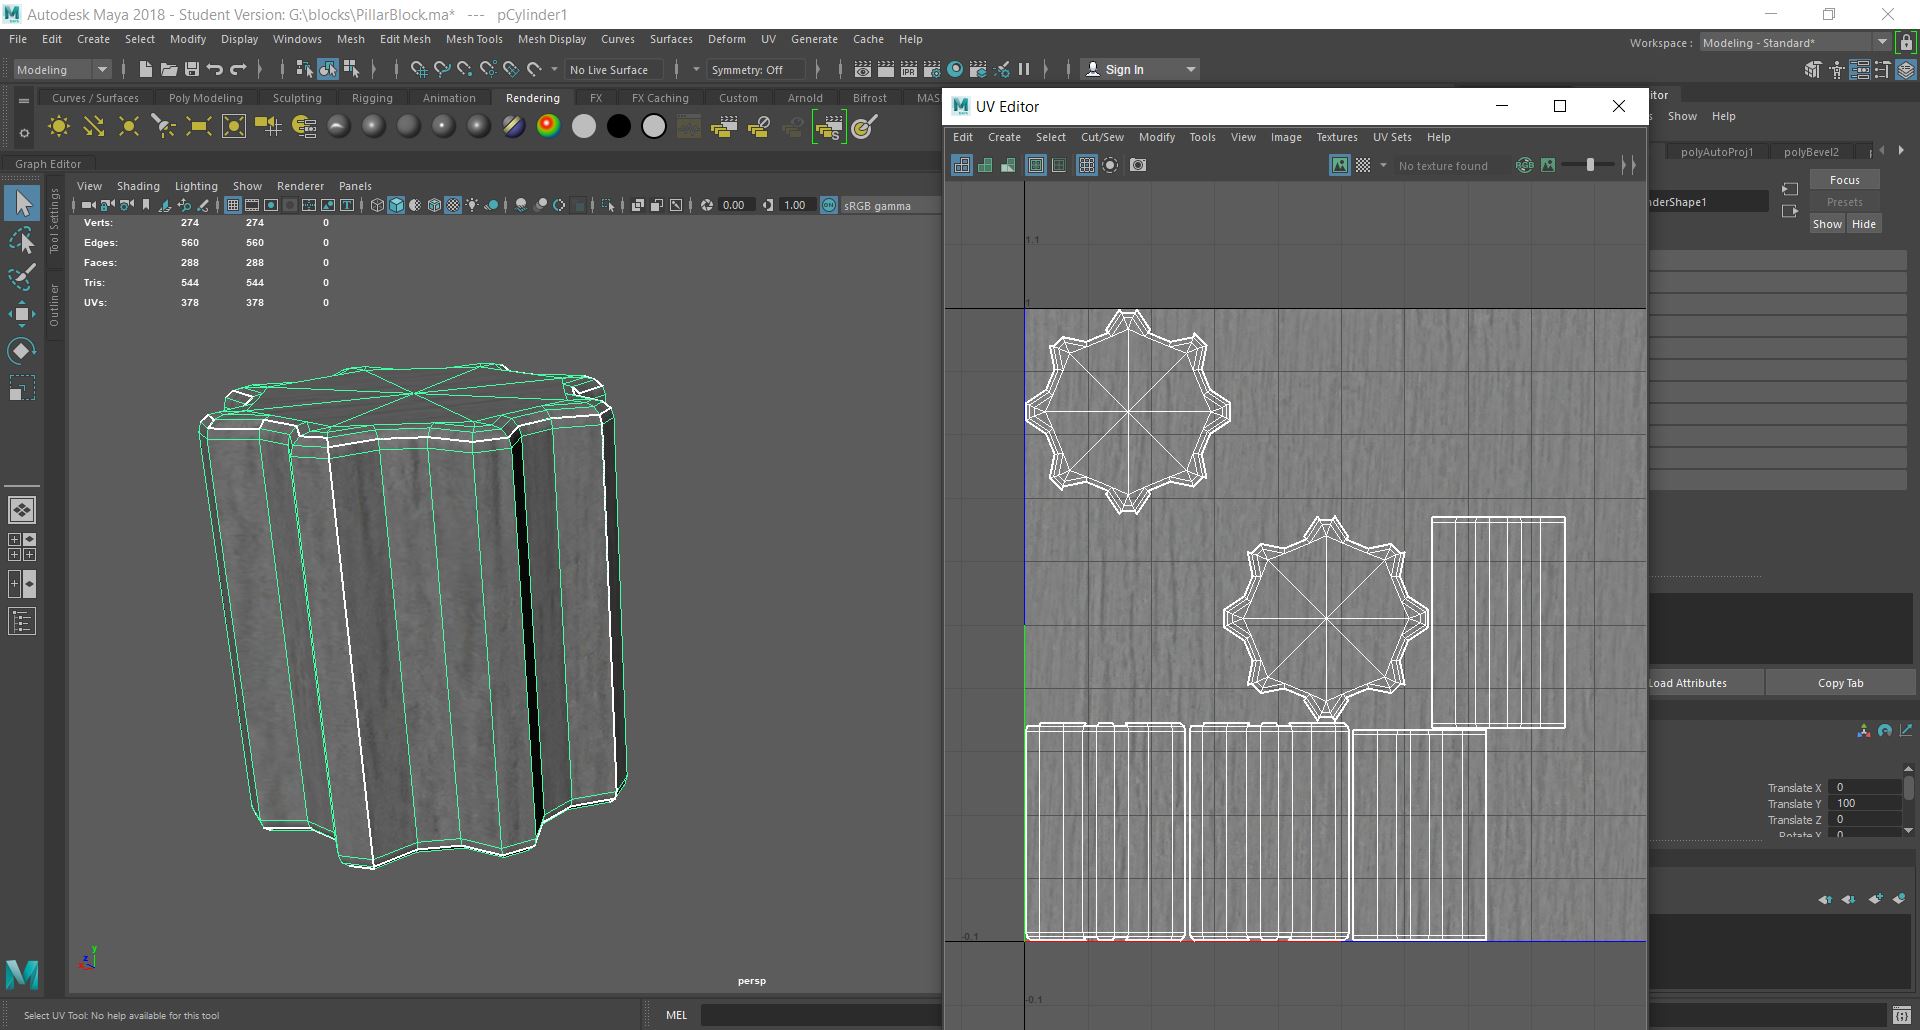 Autodesk Maya 2018 - Student Version: G:\blocks\PillarBlock.ma*   ---   pCylinder1
File Edit Create Select Modify Display Windows Mesh Edit Mesh Mesh Tools Mesh Display Curves Surfaces Deform UV Generate Cache Help
Workspace : Modeling - Standard*
Modeling No Live Surface Symmetry: Off IPR Sign In
Curves / Surfaces Poly Modeling Sculpting Rigging Animation Rendering FX FX Caching Custom Arnold Bifrost MAS
Graph Editor
View Shading Lighting Show Renderer Panels
0.00 1.00 ON sRGB gamma
Tool Settings
Outliner
Verts: 274 274 0
Edges: 560 560 0
Faces: 288 288 0
Tris: 544 544 0
UVs: 378 378 0
y
z
x
persp
UV Editor
Edit Create Select Cut/Sew Modify Tools View Image Textures UV Sets Help
No texture found RGB
1.1
1
-0.1
-0.1
itor
s Show Help
polyAutoProj1 polyBevel2
Focus
Presets
nderShape1
Show Hide
Load Attributes Copy Tab
Translate X 0
Translate Y 100
Translate Z 0
Rotate X 0
Select UV Tool: No help available for this tool
MEL